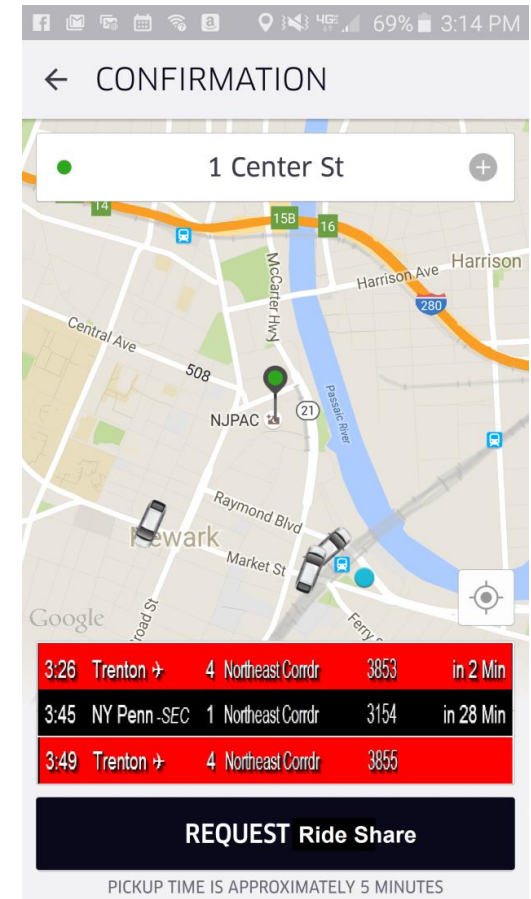 4G 69% 3:14 PM
CONFIRMATION
1 Center St
14
15B
16
McCarter Hwy
Harrison Ave
Harrison
280
Central Ave
508
Passaic River
NJPAC
21
Raymond Blvd
Newark
Market St
Google
road St
Ferry S
3:26 Trenton ✈ 4 Northeast Corrdr 3853 in 2 Min
3:45 NY Penn -SEC 1 Northeast Corrdr 3154 in 28 Min
3:49 Trenton ✈ 4 Northeast Corrdr 3855
REQUEST Ride Share
PICKUP TIME IS APPROXIMATELY 5 MINUTES